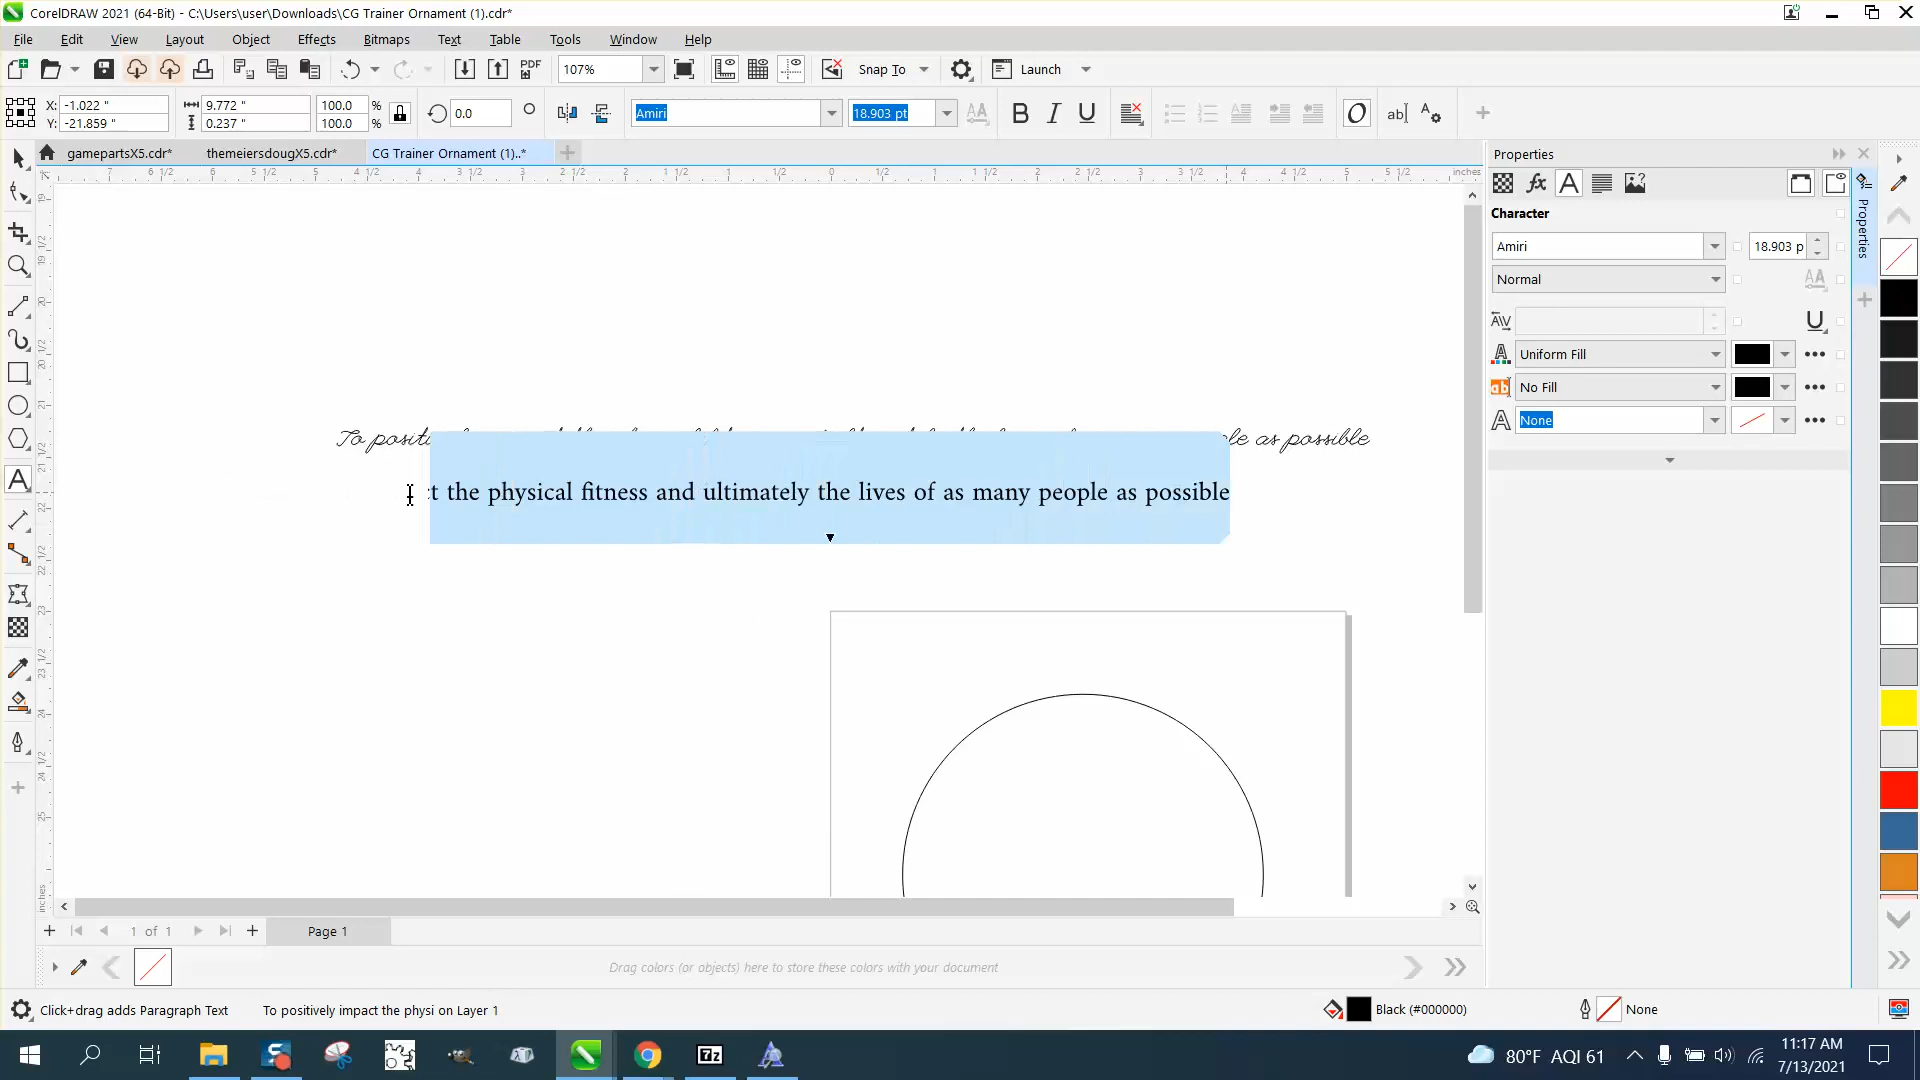 CorelDRAW 2021 (64-Bit) - C:\Users\user\Downloads\CG Trainer Ornament (1).cdr*
File Edit View Layout Object Effects Bitmaps Text Table Tools Window Help
PDF 107% Snap To Launch
X: -1.022 " 9.772 " 100.0 % 0.0 Amiri 18.903 pt
Y: -21.859 " 0.237 " 100.0 %
gamepartsX5.cdr* themeiersdougX5.cdr* CG Trainer Ornament (1)..*
Properties
Character
Amiri 18.903 p
Normal
Uniform Fill
No Fill
None
Properties
inches
To positi le as possible
ct the physical fitness and ultimately the lives of as many people as possible
inches
1 of 1 Page 1
Drag colors (or objects) here to store these colors with your document
Click+drag adds Paragraph Text To positively impact the physi on Layer 1 Black (#000000) None
80°F AQI 61 11:17 AM
7/13/2021